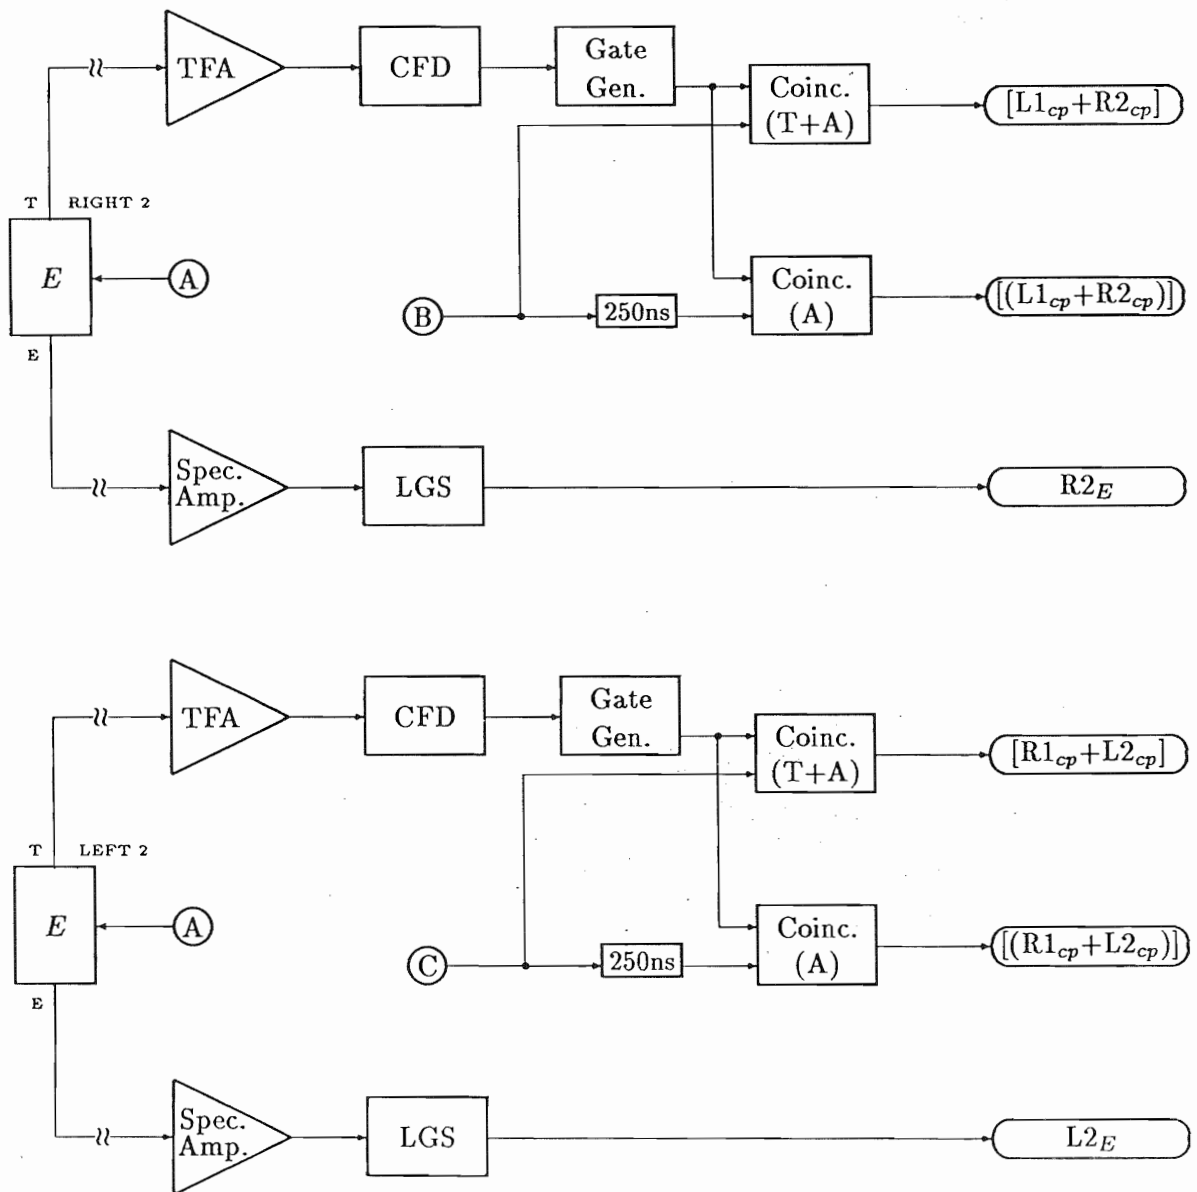 TFA
CFD
Gate
Gen.
Coinc.
(T+A)
[L1cp+R2cp]
T RIGHT 2
E
A
Coinc.
(A)
[(L1cp+R2cp)]
B
250ns
E
Spec.
Amp.
LGS
R2E
TFA
CFD
Gate
Gen.
Coinc.
(T+A)
[R1cp+L2cp]
T LEFT 2
E
A
Coinc.
(A)
[(R1cp+L2cp)]
C
250ns
E
Spec.
Amp.
LGS
L2E